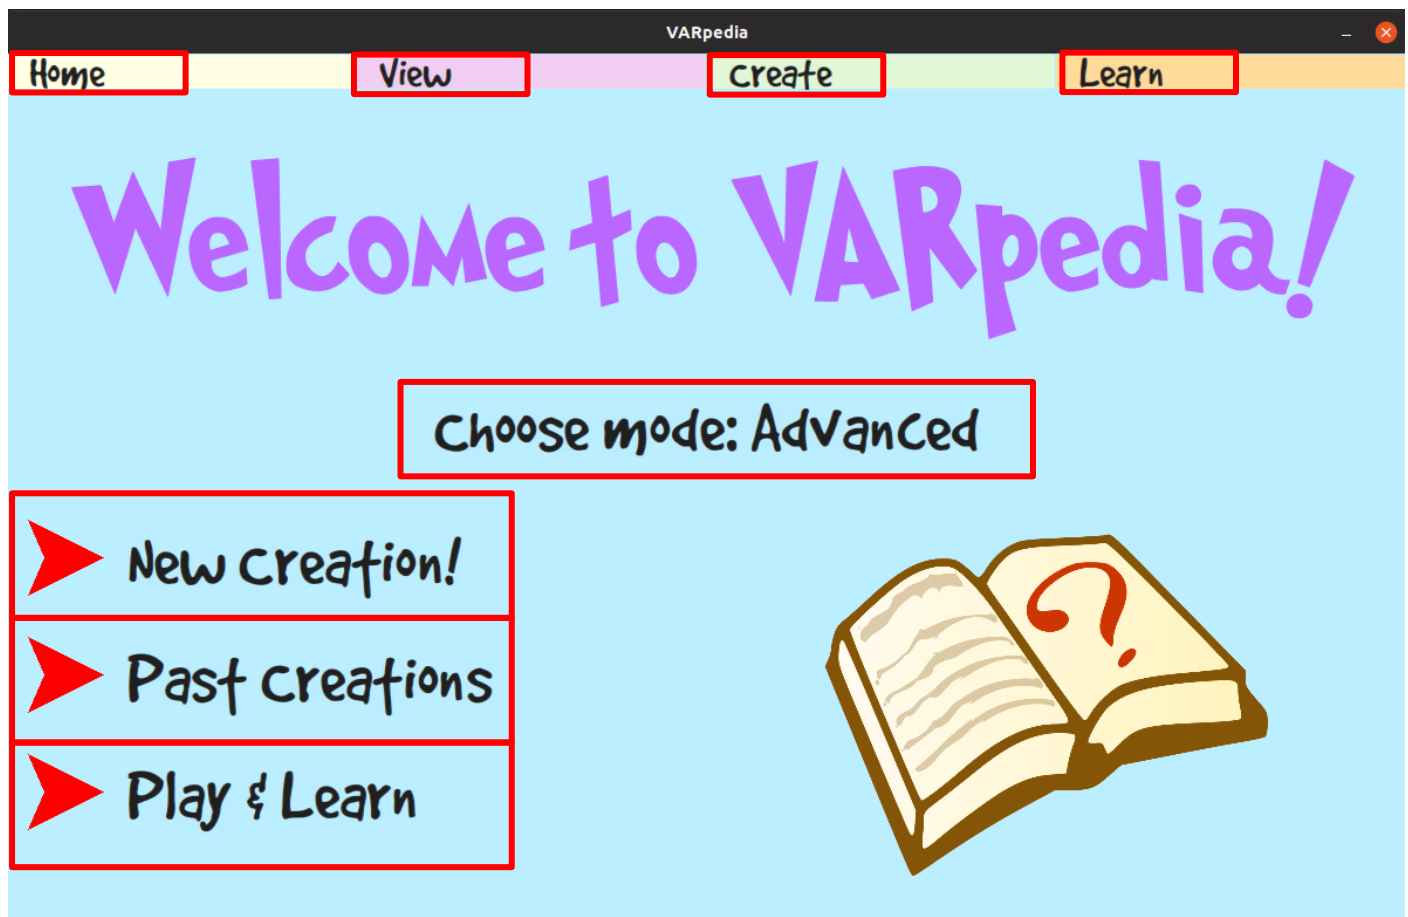 VARpedia
Home View Create Learn
Welcome to VARpedia!
Choose mode: Advanced
New Creation!
Past Creations
Play & Learn
?